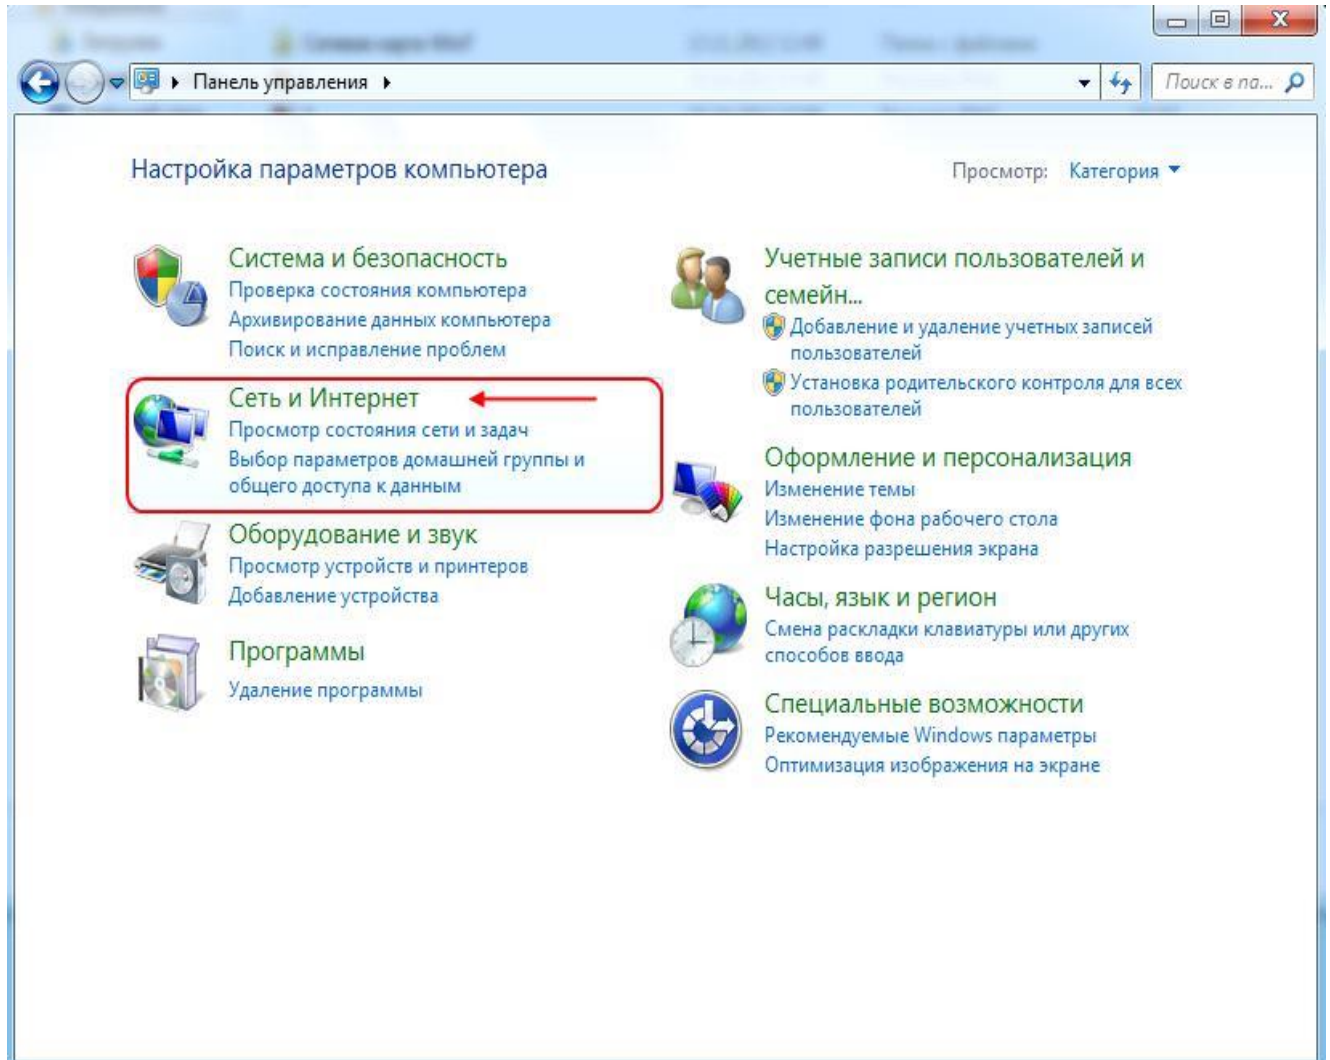 Панель управления
Поиск в па...
Настройка параметров компьютера
Просмотр: Категория
Система и безопасность
Проверка состояния компьютера
Архивирование данных компьютера
Поиск и исправление проблем
Сеть и Интернет
Просмотр состояния сети и задач
Выбор параметров домашней группы и
общего доступа к данным
Оборудование и звук
Просмотр устройств и принтеров
Добавление устройства
Программы
Удаление программы
Учетные записи пользователей и
семейн...
Добавление и удаление учетных записей
пользователей
Установка родительского контроля для всех
пользователей
Оформление и персонализация
Изменение темы
Изменение фона рабочего стола
Настройка разрешения экрана
Часы, язык и регион
Смена раскладки клавиатуры или других
способов ввода
Специальные возможности
Рекомендуемые Windows параметры
Оптимизация изображения на экране